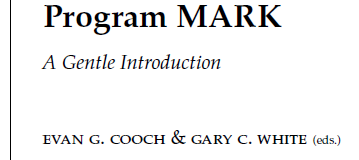 Program MARK
A Gentle Introduction
EVAN G. COOCH & GARY C. WHITE (eds.)